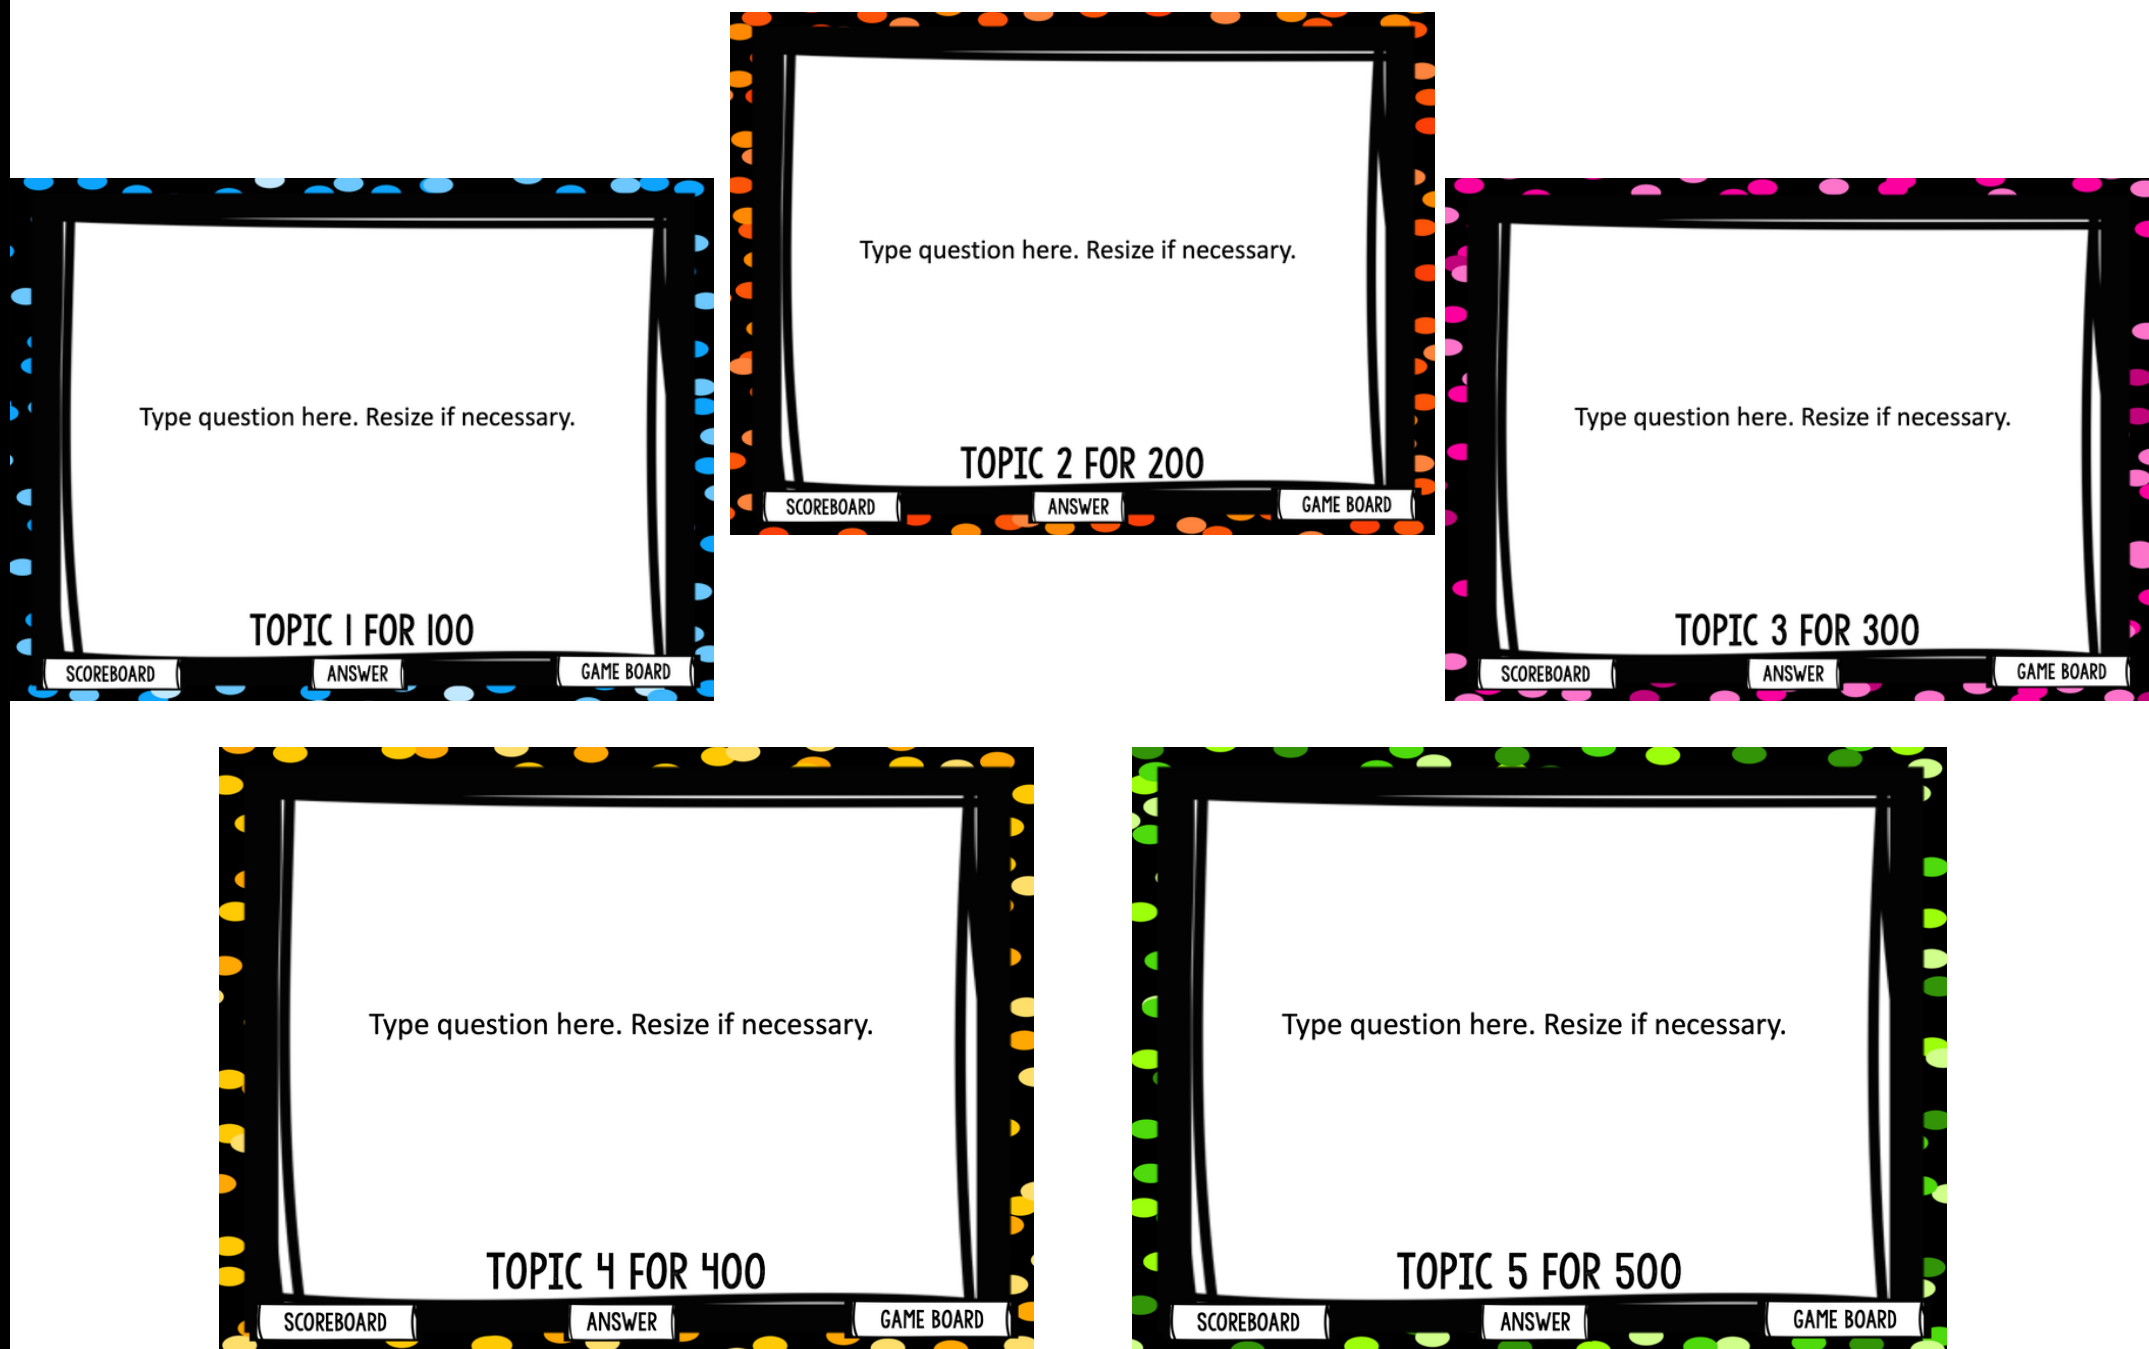 Type question here. Resize if necessary.
TOPIC 1 FOR 100
SCOREBOARD
ANSWER
GAME BOARD
Type question here. Resize if necessary.
TOPIC 2 FOR 200
SCOREBOARD
ANSWER
GAME BOARD
Type question here. Resize if necessary.
TOPIC 3 FOR 300
SCOREBOARD
ANSWER
GAME BOARD
Type question here. Resize if necessary.
TOPIC 4 FOR 400
SCOREBOARD
ANSWER
GAME BOARD
Type question here. Resize if necessary.
TOPIC 5 FOR 500
SCOREBOARD
ANSWER
GAME BOARD